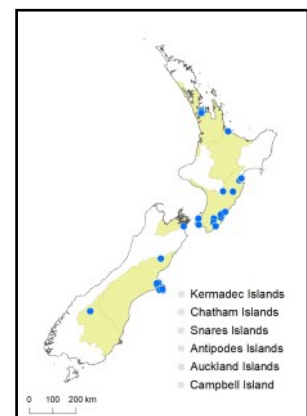 Kermadec Islands
Chatham Islands
Snares Islands
Antipodes Islands
Auckland Islands
Campbell Island
0 100 200 km